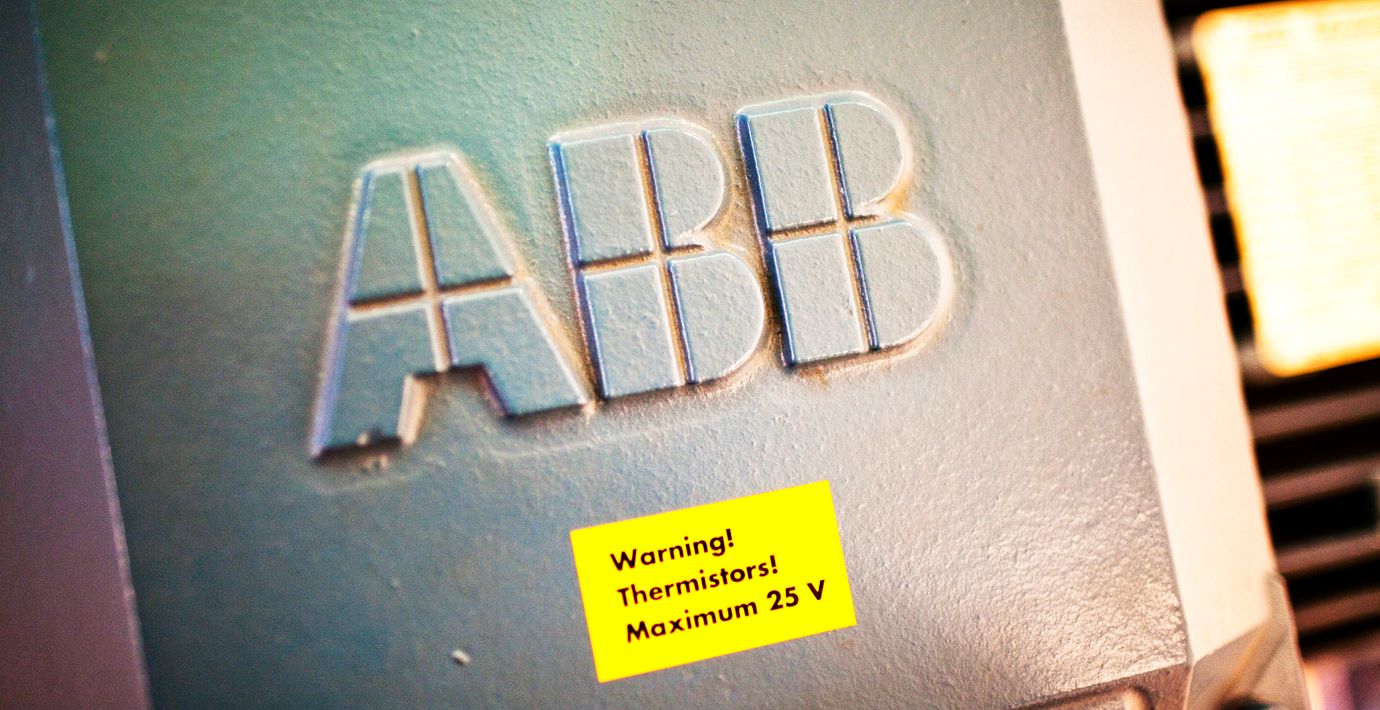 ABB
Warning!
Thermistors!
Maximum 25 V